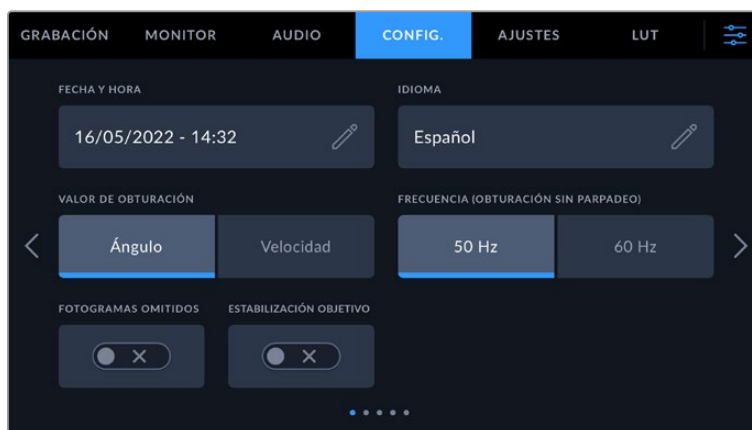 GRABACIÓN MONITOR AUDIO CONFIG. AJUSTES LUT
FECHA Y HORA IDIOMA
16/05/2022 - 14:32 Español
VALOR DE OBTURACIÓN FRECUENCIA (OBTURACIÓN SIN PARPADEO)
Ángulo Velocidad 50 Hz 60 Hz
FOTOGRAMAS OMITIDOS ESTABILIZACIÓN OBJETIVO